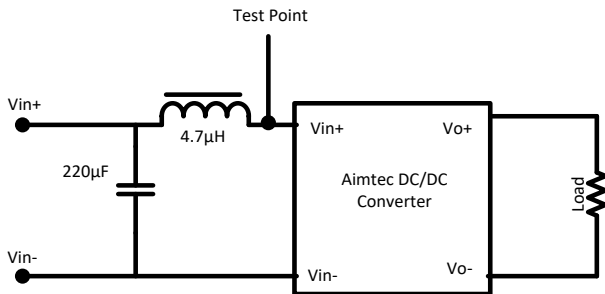 Test Point
Vin+
4.7µH
Vin+
Vo+
220µF
Aimtec DC/DC
Converter
Load
Vin-
Vin-
Vo-